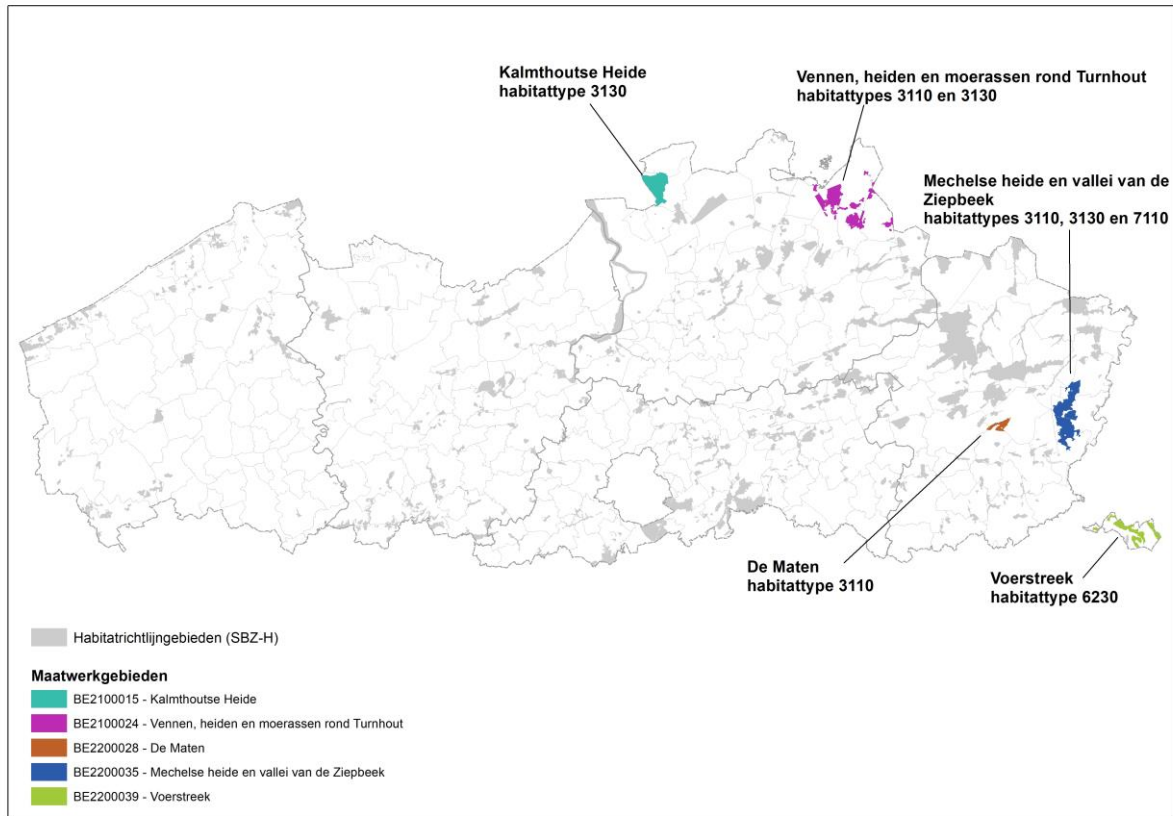 Kalmthoutse Heide
habitattype 3130
Vennen, heiden en moerassen rond Turnhout
habitattypes 3110 en 3130
Mechelse heide en vallei van de
Ziepbeek
habitattypes 3110, 3130 en 7110
De Maten
habitattype 3110
Voerstreek
habitattype 6230
Habitatrichtlijngebieden (SBZ-H)
Maatwerkgebieden
BE2100015 - Kalmthoutse Heide
BE2100024 - Vennen, heiden en moerassen rond Turnhout
BE2200028 - De Maten
BE2200035 - Mechelse heide en vallei van de Ziepbeek
BE2200039 - Voerstreek